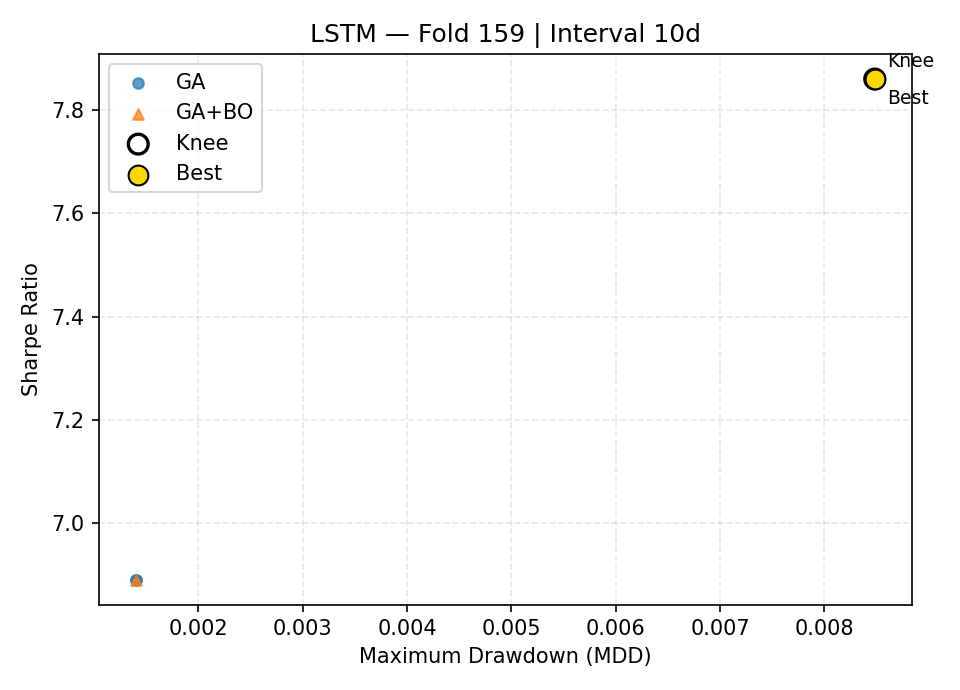 LSTM — Fold 159 | Interval 10d
GA
GA+BO
Knee
Best
Knee
Best
7.8
7.6
7.4
7.2
7.0
Sharpe Ratio
0.002 0.003 0.004 0.005 0.006 0.007 0.008
Maximum Drawdown (MDD)